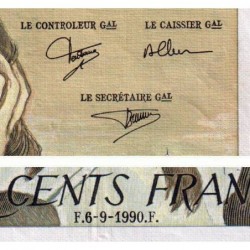 LE CONTROLEUR GAL LE CAISSIER GAL
LE SECRÉTAIRE GAL
CENTS FRAN
F.6-9-1990.F.